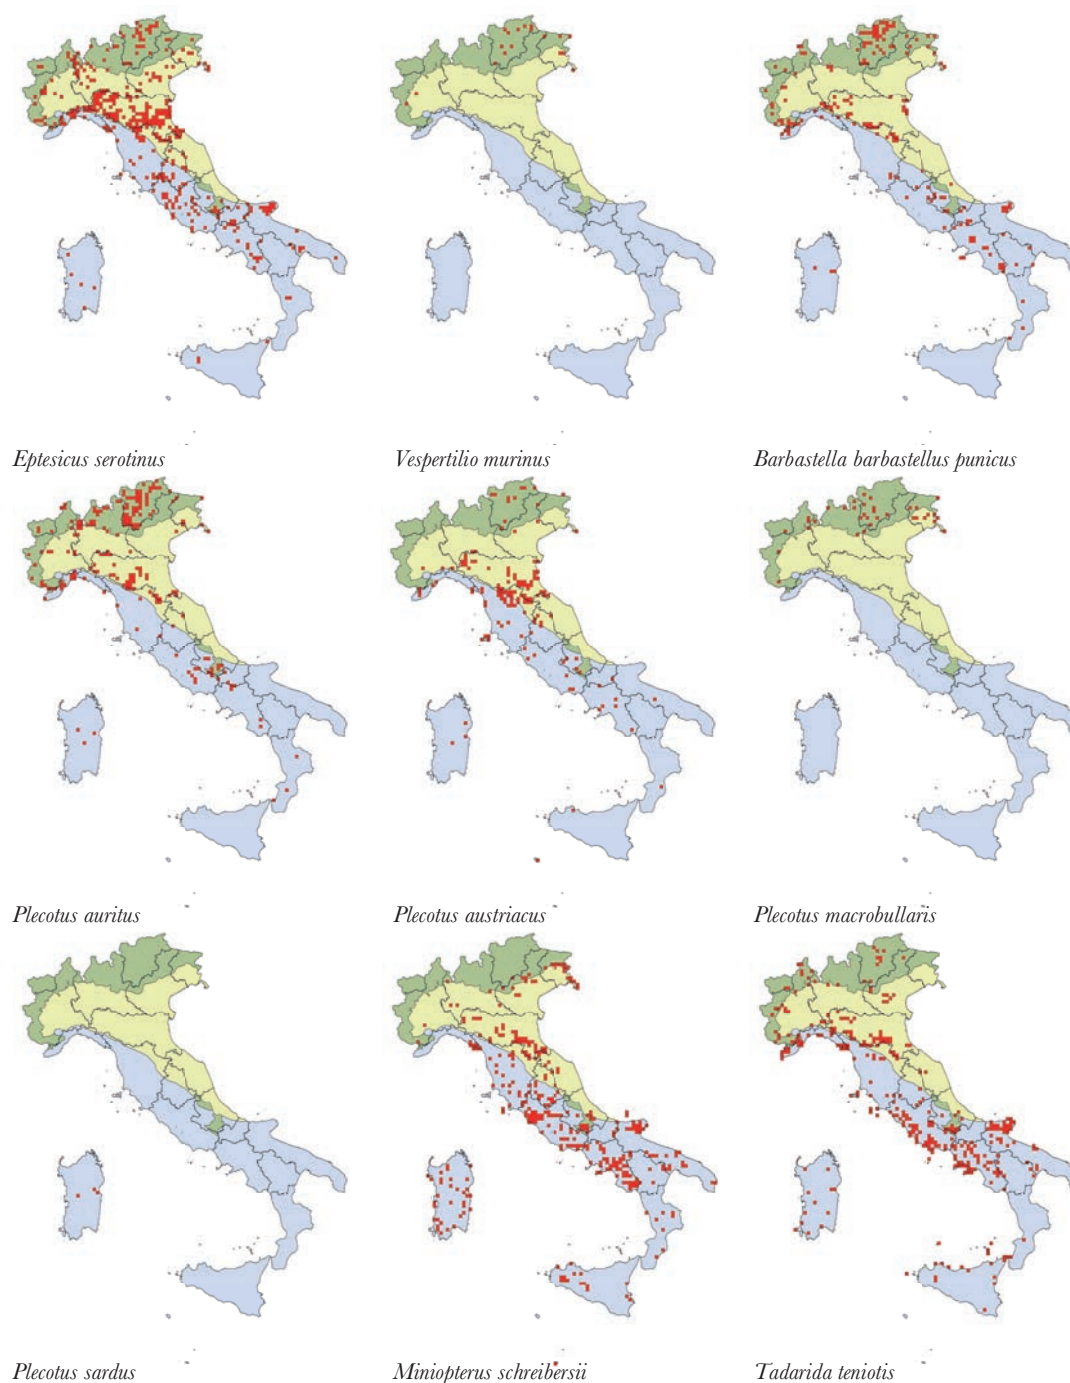 Eptesicus serotinus
Vespertilio murinus
Barbastella barbastellus punicus
Plecotus auritus
Plecotus austriacus
Plecotus macrobullaris
Plecotus sardus
Miniopterus schreibersii
Tadarida teniotis